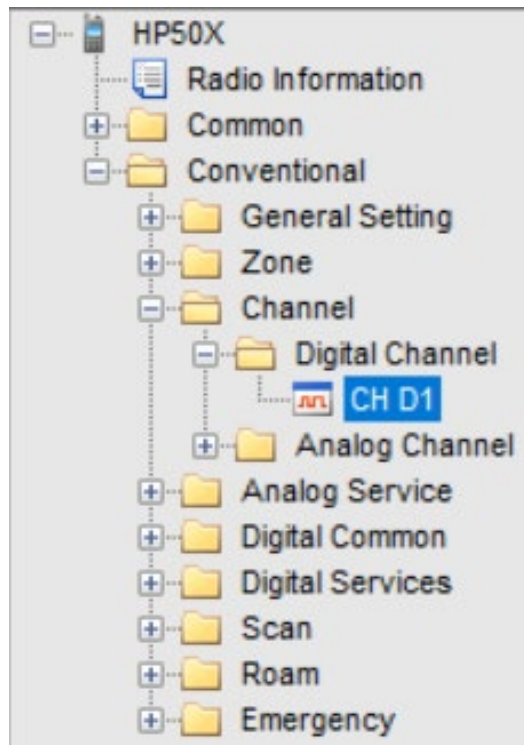 HP50X
Radio Information
Common
Conventional
General Setting
Zone
Channel
Digital Channel
CH D1
Analog Channel
Analog Service
Digital Common
Digital Services
Scan
Roam
Emergency